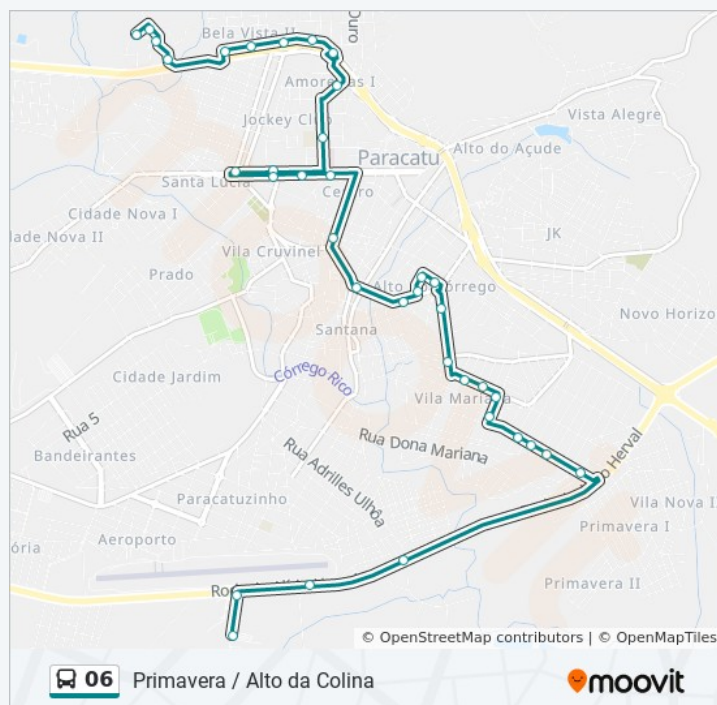 Ouro
Bela Vista II
Amoreiras I
Vista Alegre
Jockey Club
Paracatu
Alto do Açude
Santa Lúcia
Centro
Cidade Nova I
lade Nova II
Vila Cruvinel
JK
Prado
Alto do Córrego
Novo Horizo
Santana
Cidade Jardim
Córrego Rico
Vila Mariana
Rua 5
Rua Dona Mariana
Herval
Bandeirantes
Rua Adrilles Ulhôa
Paracatuzinho
Vila Nova II
Primavera I
ória
Aeroporto
Primavera II
© OpenStreetMap contributors | © OpenMapTiles
06 Primavera / Alto da Colina
moovit